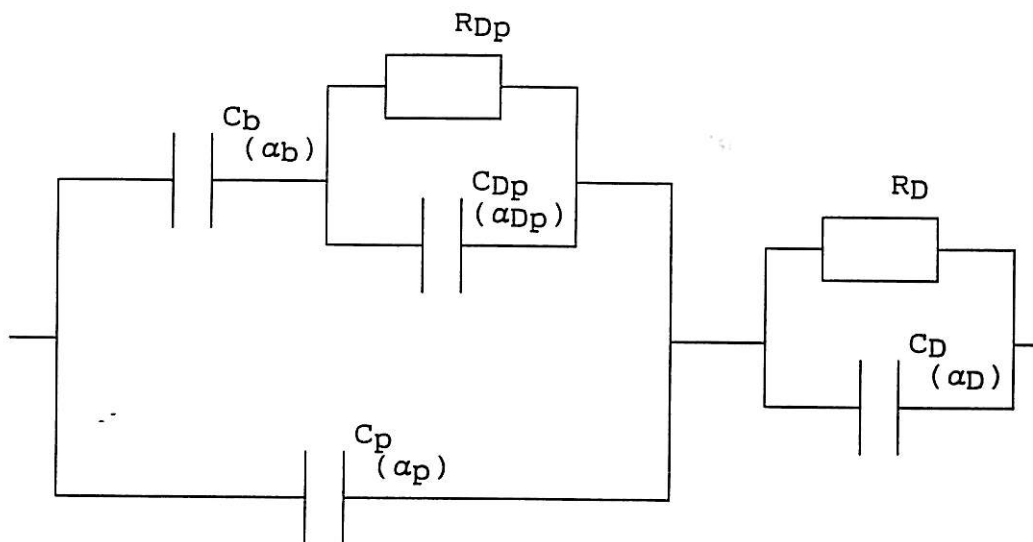 RDp
Cb
(αb)
CDp
(αDp)
RD
CD
(αD)
Cp
(αp)